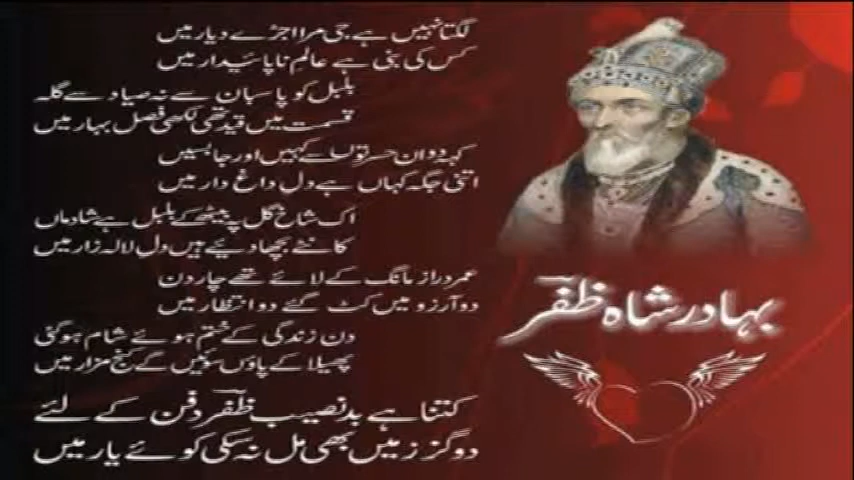 لگتا نہیں ہے جی مرا اجڑے دیار میں
کس کی بنی ہے عالمِ ناپائیدار میں
بلبل کو پاسبان سے نہ صیاد سے گلہ
قسمت میں قید تھی لکھی فصل بہار میں
کہہ دو ان حسرتوں سے کہیں اور جا بسیں
اتنی جگہ کہاں ہے دل داغ دار میں
اک شاخ گل پہ بیٹھ کے بلبل ہے شادماں
کانٹے بچھا دیے ہیں دل لالہ زار میں
عمر دراز مانگ کے لائے تھے چار دن
دو آرزو میں کٹ گئے دو انتظار میں
دن زندگی کے ختم ہوئے شام ہو گئی
پھیلا کے پاؤں سوئیں گے کنج مزار میں
کتنا ہے بد نصیب ظفرؔ دفن کے لئے
دو گز زمیں بھی مل نہ سکی کوئے یار میں
بہادر شاہ ظفرؔ